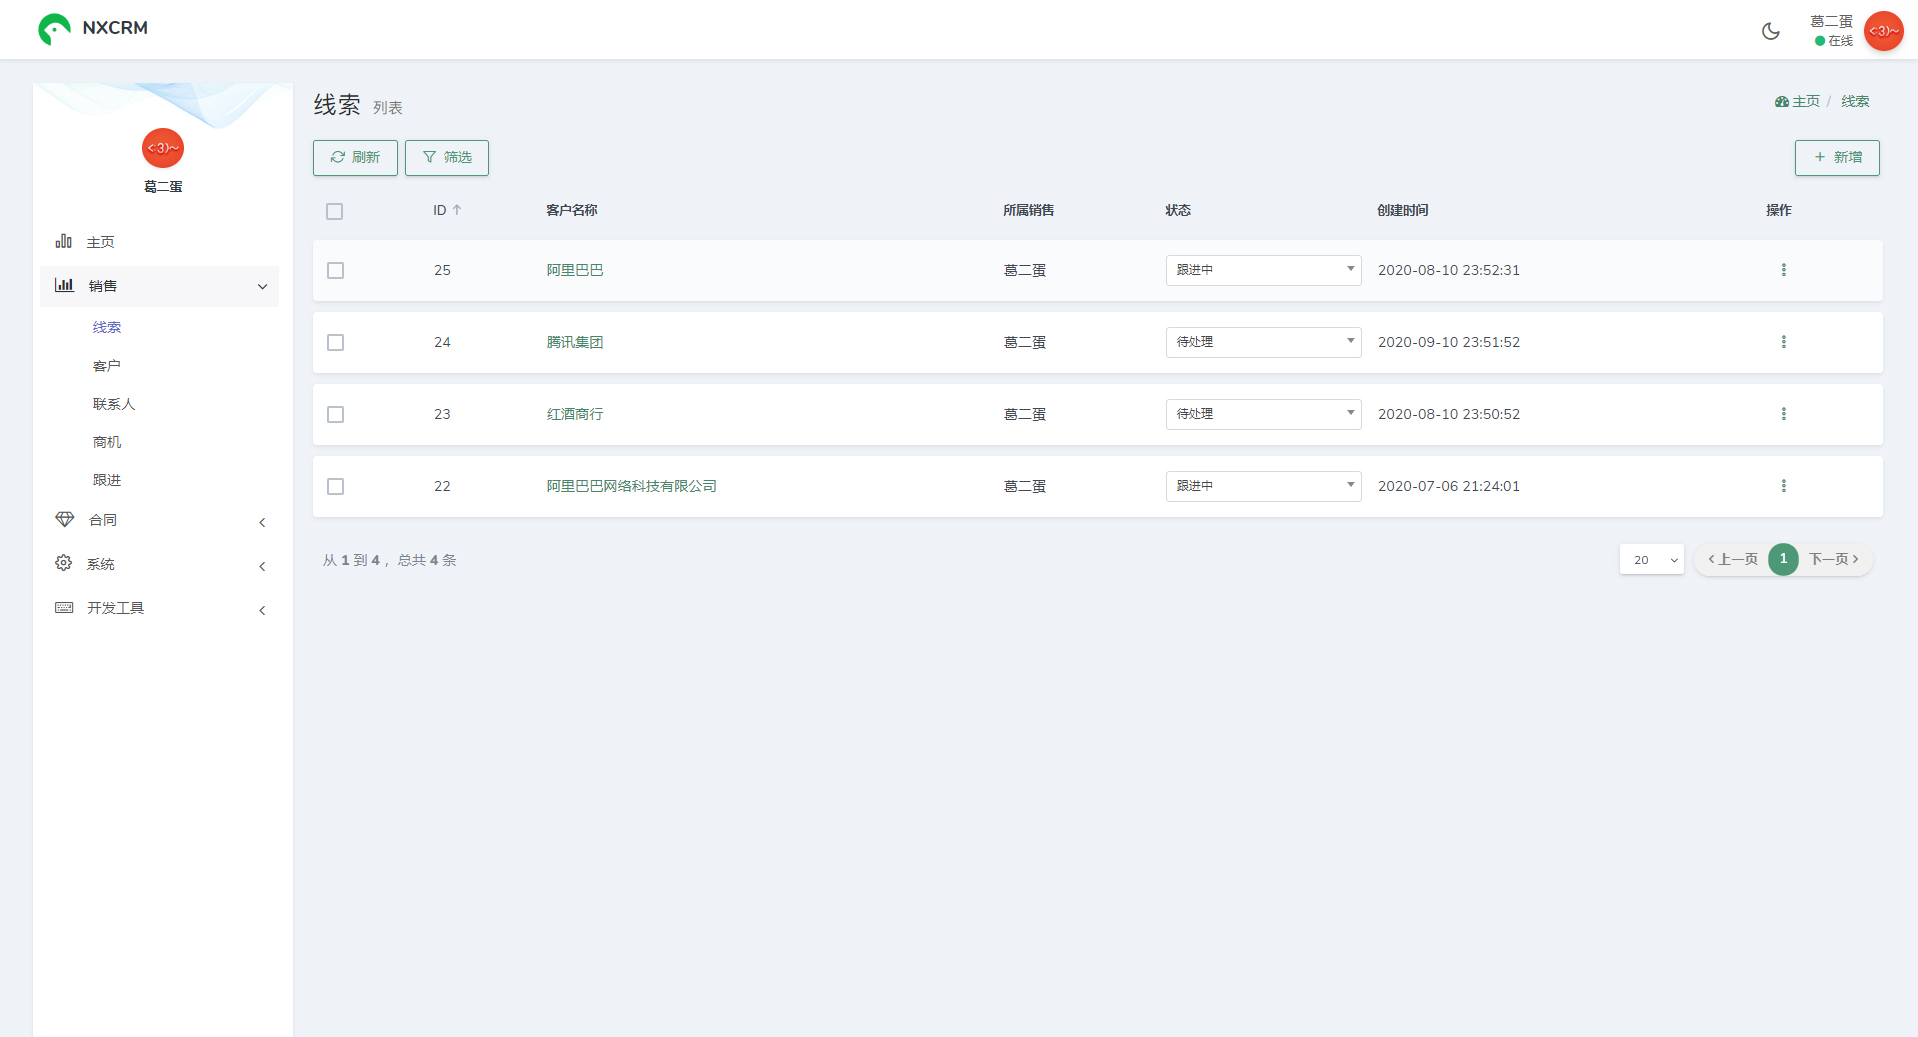 NXCRM
葛二蛋
在线
<:3)~
<:3)~
葛二蛋
主页
销售
线索
客户
联系人
商机
跟进
合同
系统
开发工具
线索 列表
主页 / 线索
刷新 筛选 新增
ID 客户名称 所属销售 状态 创建时间 操作
25 阿里巴巴 葛二蛋 跟进中 2020-08-10 23:52:31
24 腾讯集团 葛二蛋 待处理 2020-09-10 23:51:52
23 红酒商行 葛二蛋 待处理 2020-08-10 23:50:52
22 阿里巴巴网络科技有限公司 葛二蛋 跟进中 2020-07-06 21:24:01
从 1 到 4 ，总共 4 条
20 上一页 1 下一页